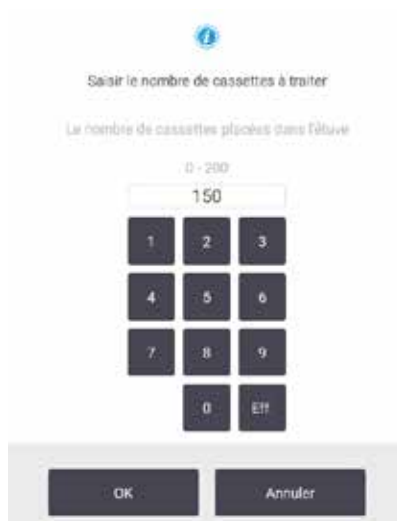 Saisir le nombre de cassettes à traiter
Le nombre de cassettes placées dans l'étuve
0 - 200
150
1 2 3
4 5 6
7 8 9
0 Eff
OK Annuler